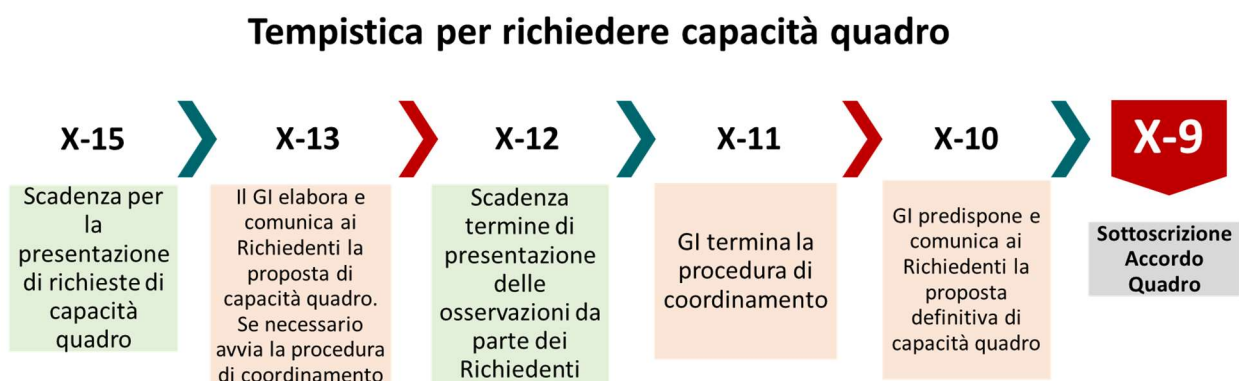 Tempistica per richiedere capacità quadro
X-15
X-13
X-12
X-11
X-10
X-9
Scadenza per
la
presentazione
di richieste di
capacità
quadro
Il GI elabora e
comunica ai
Richiedenti la
proposta di
capacità quadro.
Se necessario
avvia la procedura
di coordinamento
Scadenza
termine di
presentazione
delle
osservazioni da
parte dei
Richiedenti
GI termina la
procedura di
coordinamento
GI predispone e
comunica ai
Richiedenti la
proposta
definitiva di
capacità quadro
Sottoscrizione
Accordo
Quadro